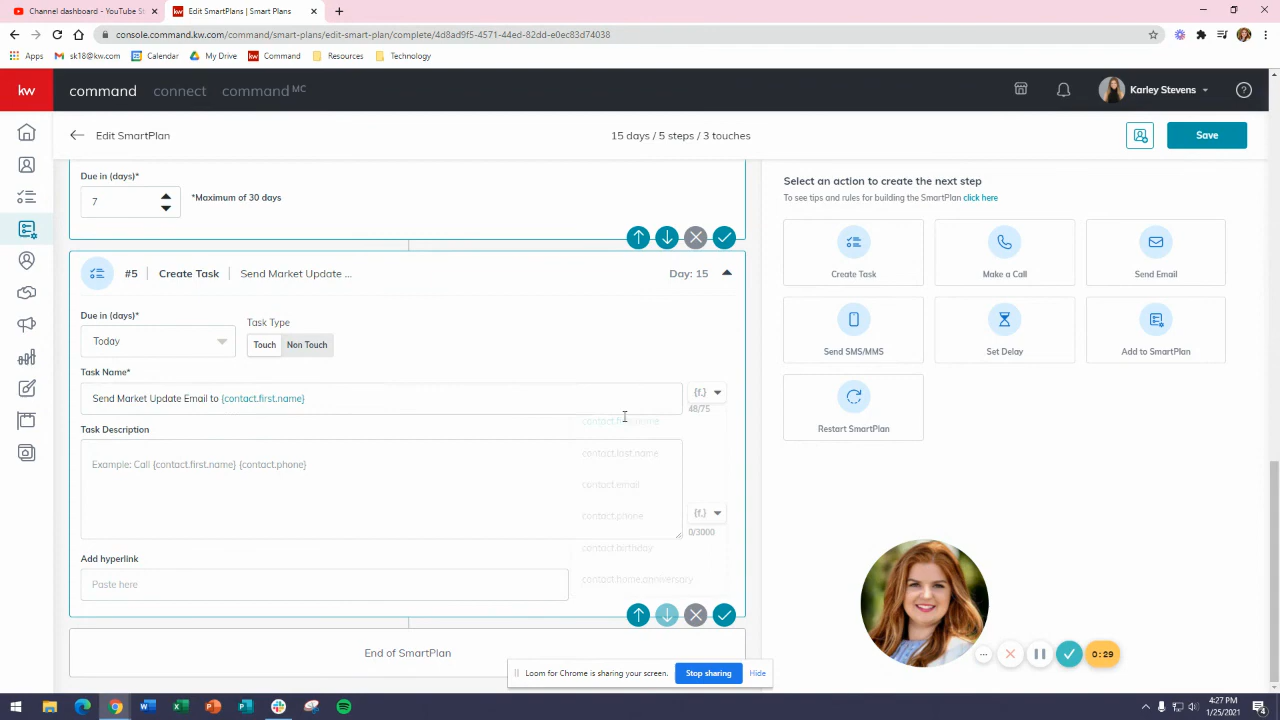 Channel dashboard - YouTube St
Edit SmartPlans | Smart Plans
console.command.kw.com/command/smart-plans/edit-smart-plan/complete/4d8ad9f5-4571-44ed-82dd-e0ec83d74038
Apps
sk18@kw.com
Calendar
My Drive
Command
Resources
Technology
kw
command
connect
command MC
Karley Stevens
Edit SmartPlan
15 days / 5 steps / 3 touches
Save
Due in (days)*
7
*Maximum of 30 days
#5
Create Task
Send Market Update ...
Day: 15
Due in (days)*
Today
Task Type
Touch
Non Touch
Task Name*
Send Market Update Email to {contact.first.name}
{f.}
48/75
contact.last.name
contact.email
contact.phone
contact.birthday
contact.home.anniversary
Task Description
Example: Call {contact.first.name} {contact.phone}
{f.}
0/3000
Add hyperlink
Paste here
End of SmartPlan
Select an action to create the next step
To see tips and rules for building the SmartPlan click here
Create Task
Make a Call
Send Email
Send SMS/MMS
Set Delay
Add to SmartPlan
Restart SmartPlan
0:29
Loom for Chrome is sharing your screen.
Stop sharing
Hide
4:27 PM
1/25/2021